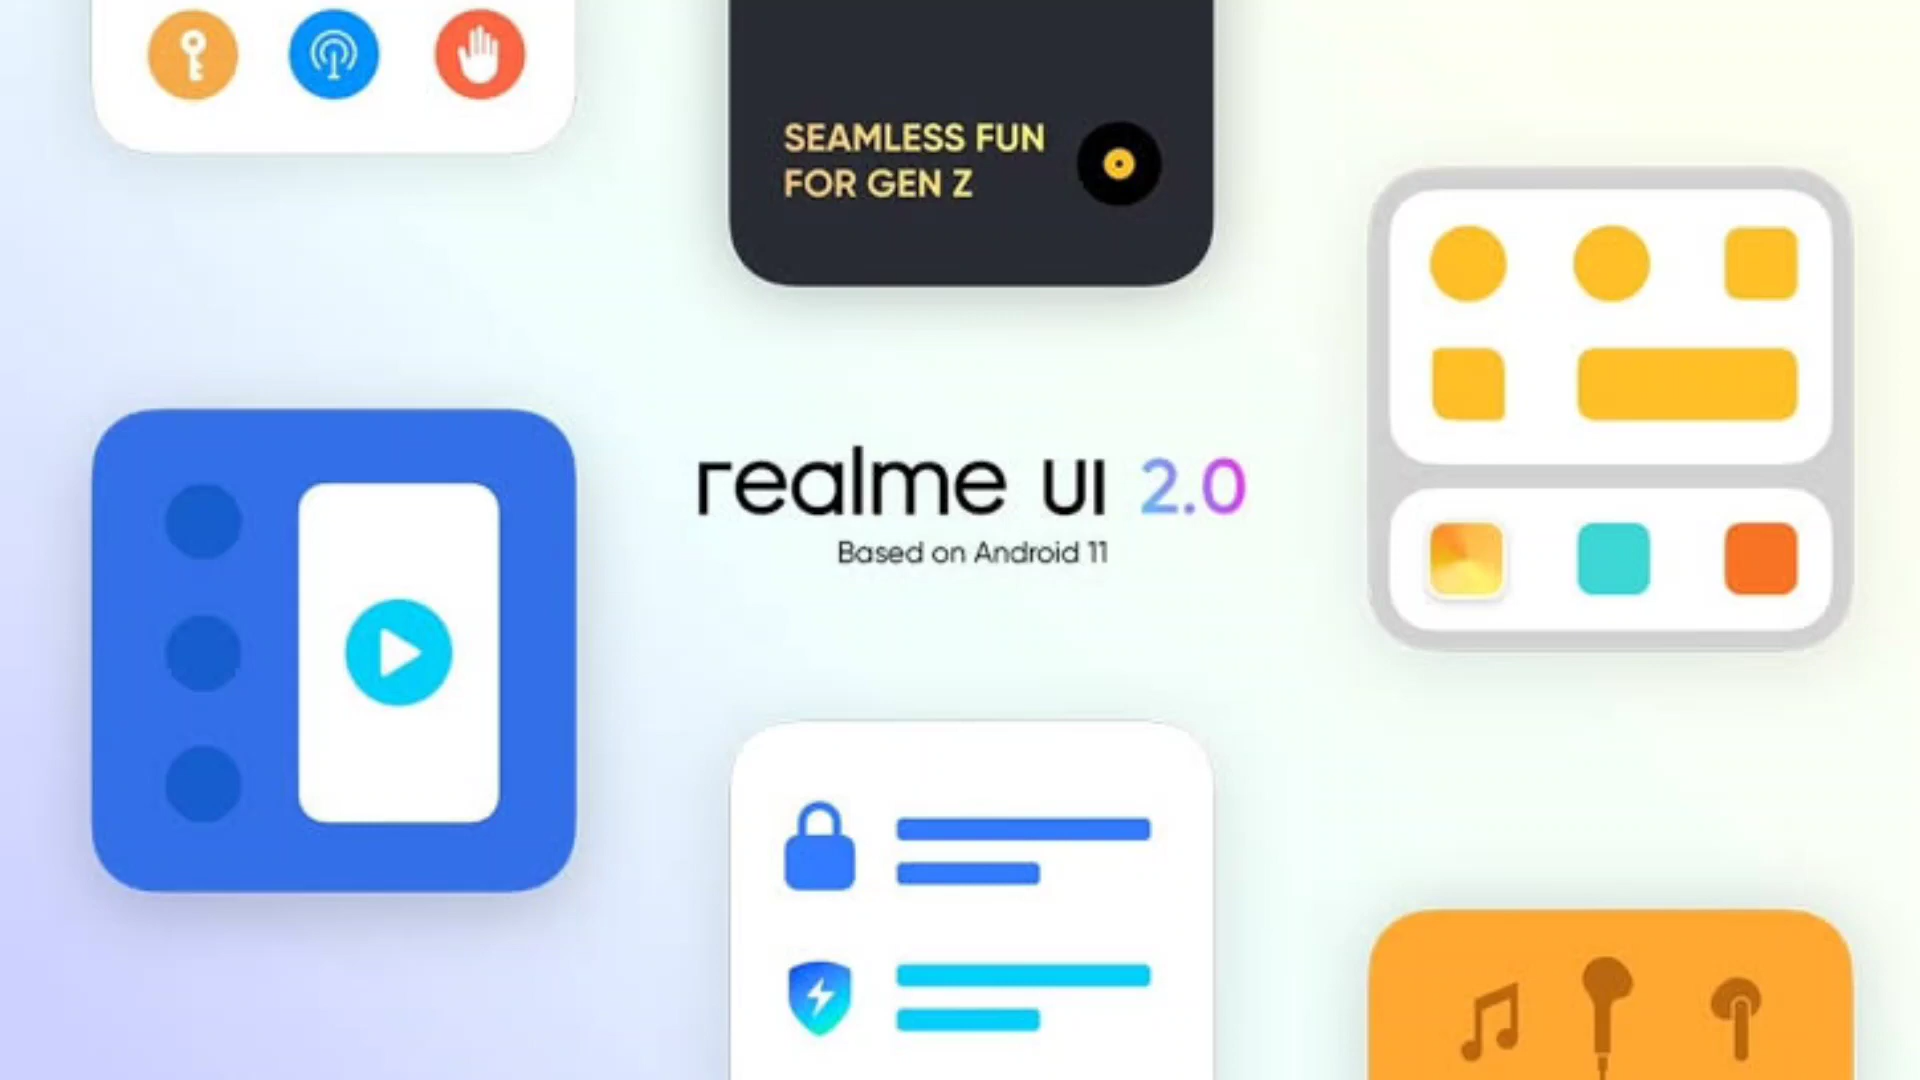 SEAMLESS FUN
FOR GEN Z
realme UI 2.0
Based on Android 11